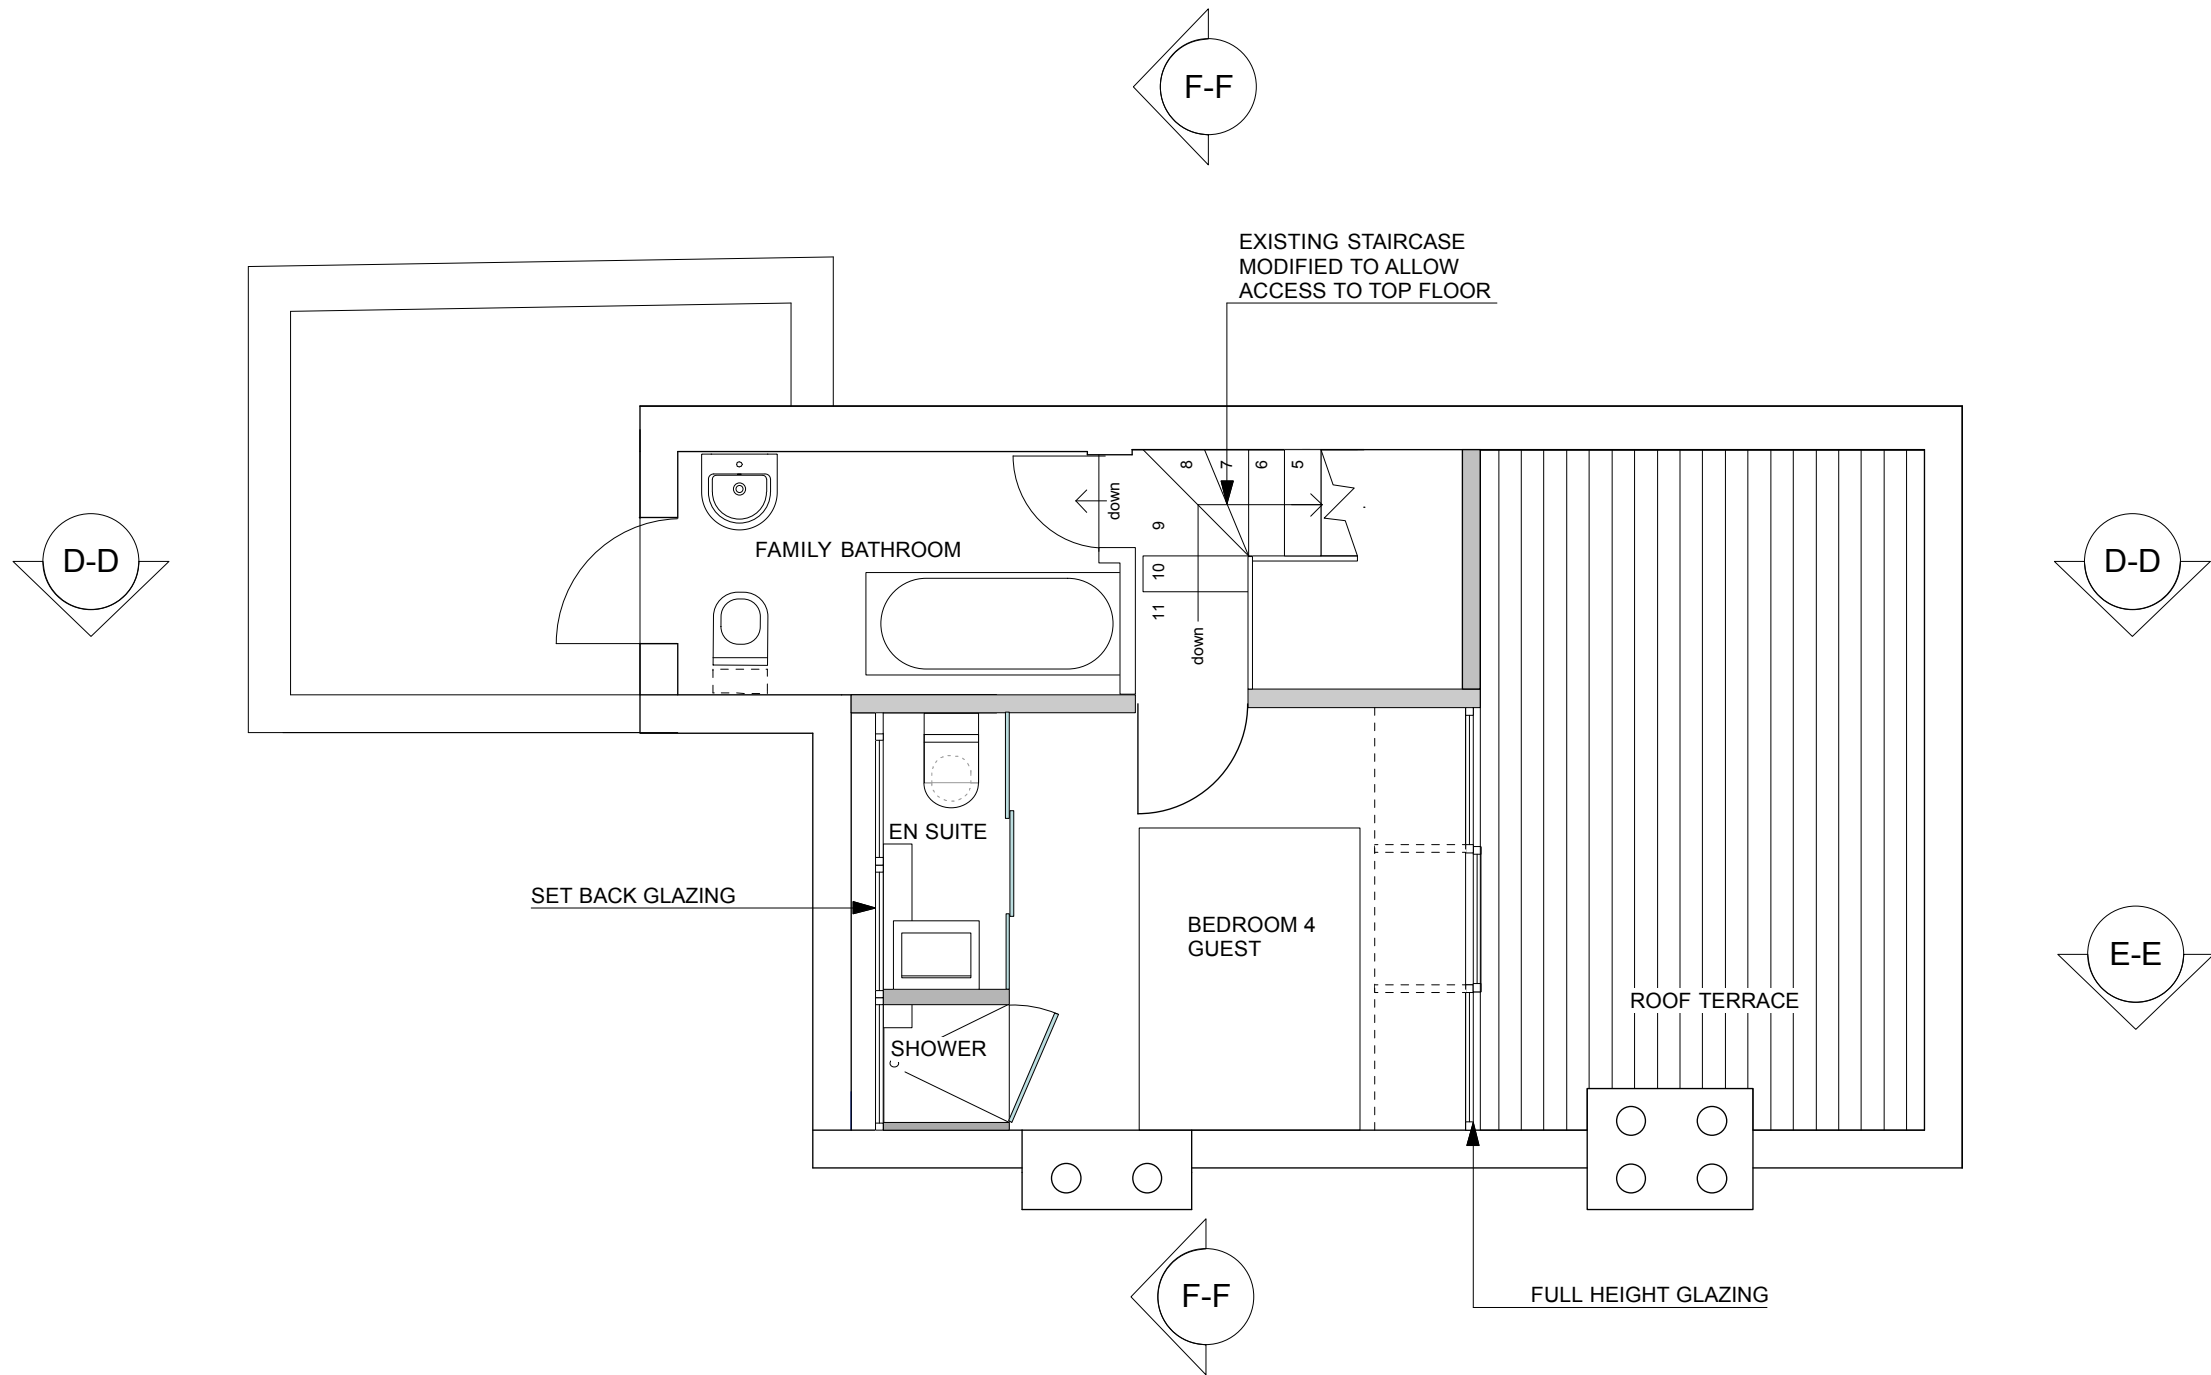 F-F
EXISTING STAIRCASE
MODIFIED TO ALLOW
ACCESS TO TOP FLOOR
8
7
6
5
down
9
D-D
FAMILY BATHROOM
D-D
10
11
down
EN SUITE
SET BACK GLAZING
BEDROOM 4
GUEST
E-E
ROOF TERRACE
SHOWER
F-F
FULL HEIGHT GLAZING